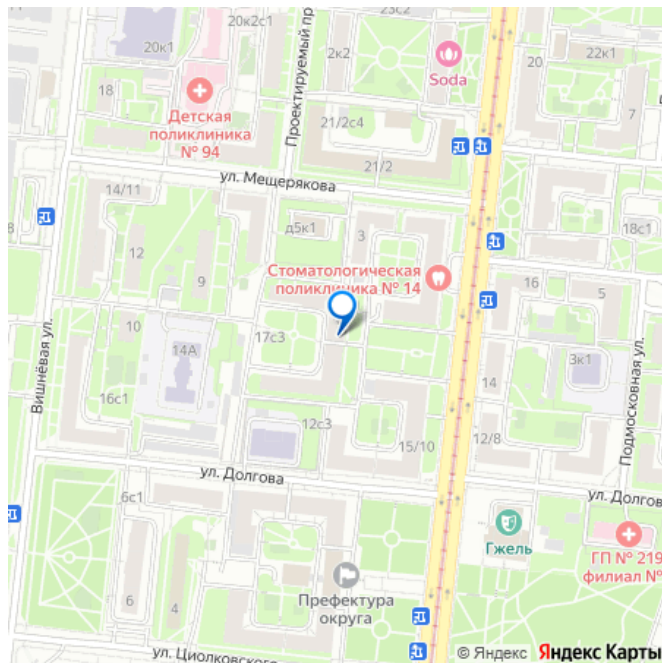 23с2
20к2с1
20к1
2к2
Soda
20
22к1
7
18
Детская
поликлиника
№ 94
Проектируемый пр
21/2с4
21/2
ул. Мещерякова
14/11
д5к1
3
18с1
12
9
Стоматологическая
поликлиника № 14
16
5
10
17с3
14А
3к1
Вишнёвая ул.
Подмосковная ул.
16с1
14
12с3
15/10
12/8
ул. Долгова
6с1
ул. Долгов
Гжель
ГП № 219
филиал №
Префектура
округа
6
4
ул. Циолковского
© Яндекс Яндекс Карты